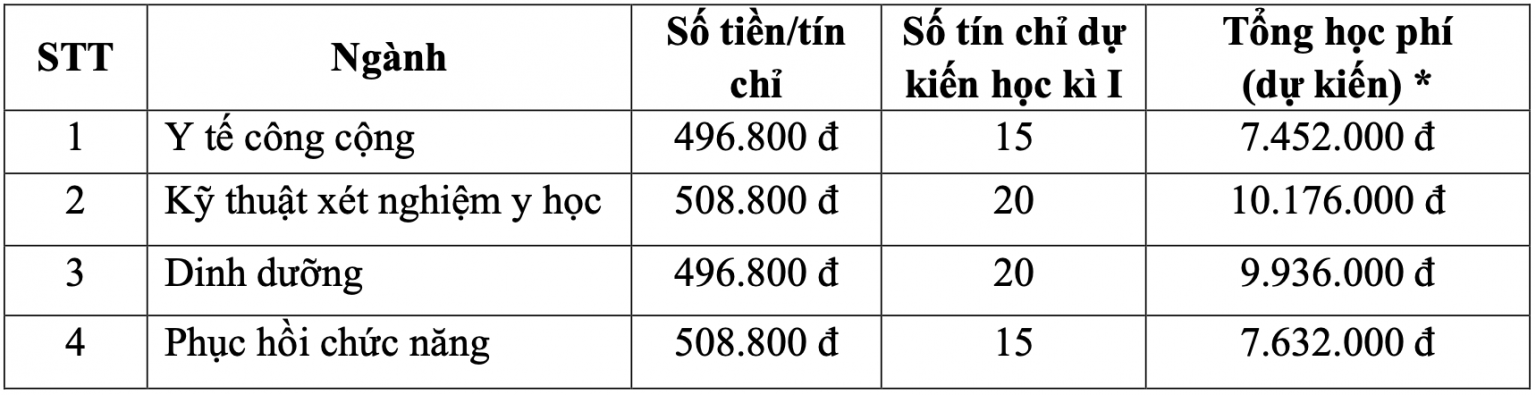 STT Ngành Số tiền/tín chỉ Số tín chỉ dự kiến học kì I Tổng học phí (dự kiến) *
1 Y tế công cộng 496.800 đ 15 7.452.000 đ
2 Kỹ thuật xét nghiệm y học 508.800 đ 20 10.176.000 đ
3 Dinh dưỡng 496.800 đ 20 9.936.000 đ
4 Phục hồi chức năng 508.800 đ 15 7.632.000 đ